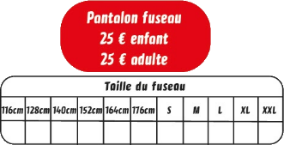 Pantalon fuseau
25 € enfant
25 € adulte
Taille du fuseau
116cm 128cm 140cm 152cm 164cm 176cm S M L XL XXL